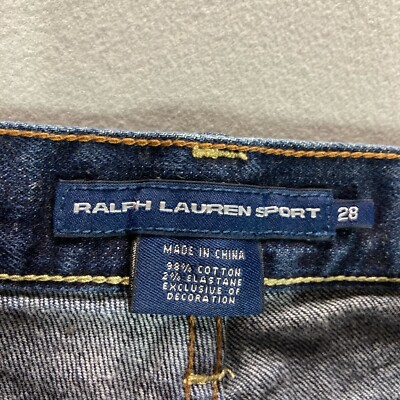 RALPH LAUREN SPORT 28
MADE IN CHINA
98% COTTON
2% ELASTANE
EXCLUSIVE OF
DECORATION